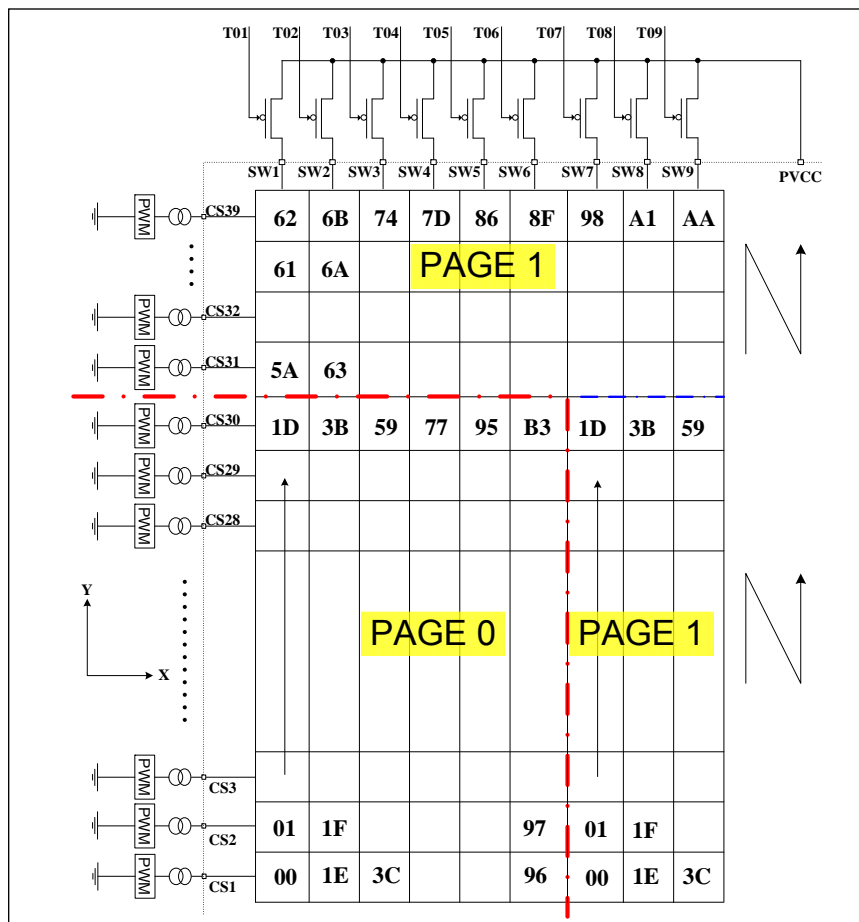 T01 T02 T03 T04 T05 T06 T07 T08 T09
SW1 SW2 SW3 SW4 SW5 SW6 SW7 SW8 SW9 PVCC
PWM CS39 62 6B 74 7D 86 8F 98 A1 AA
61 6A PAGE 1
PWM CS32
PWM CS31 5A 63
PWM CS30 1D 3B 59 77 95 B3 1D 3B 59
PWM CS29
PWM CS28
Y
PAGE 0 PAGE 1
X
PWM CS3
PWM CS2 01 1F 97 01 1F
PWM CS1 00 1E 3C 96 00 1E 3C